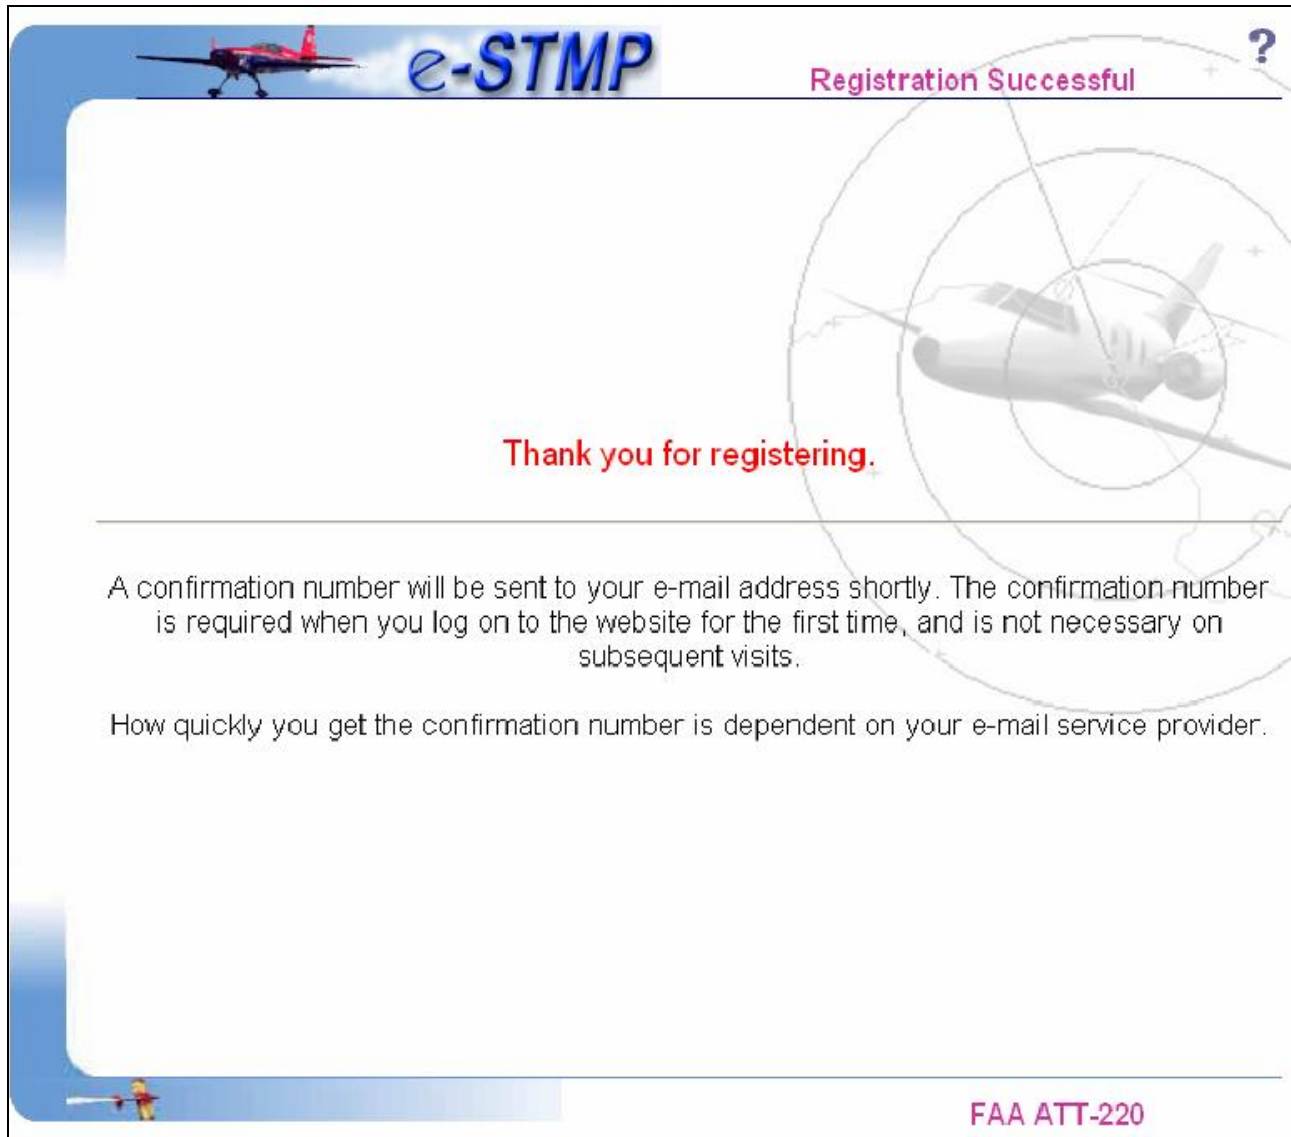 e-STMP
Registration Successful
?
Thank you for registering.
A confirmation number will be sent to your e-mail address shortly. The confirmation number
is required when you log on to the website for the first time, and is not necessary on
subsequent visits.
How quickly you get the confirmation number is dependent on your e-mail service provider.
FAA ATT-220